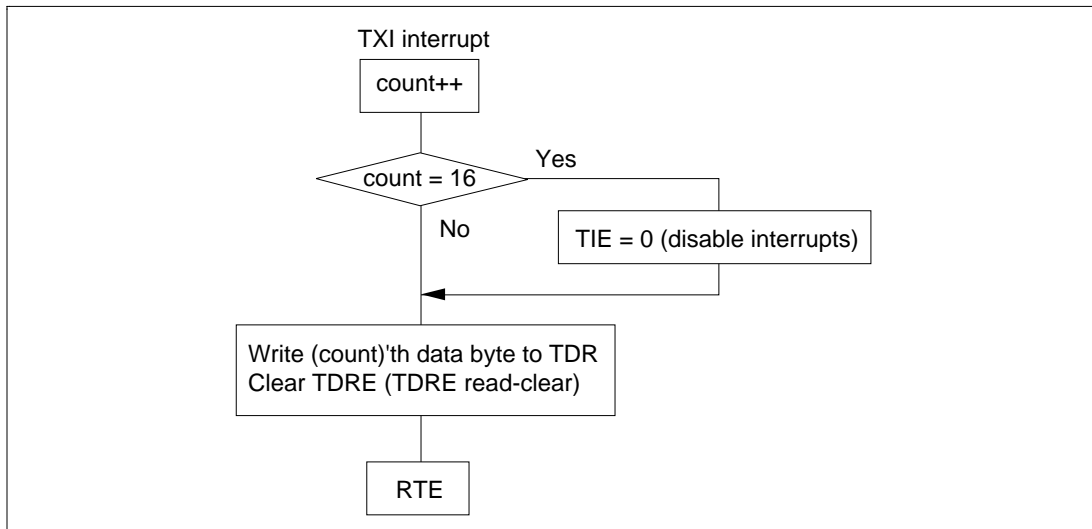 TXI interrupt
count++
count = 16
Yes
No
TIE = 0 (disable interrupts)
Write (count)'th data byte to TDR
Clear TDRE (TDRE read-clear)
RTE